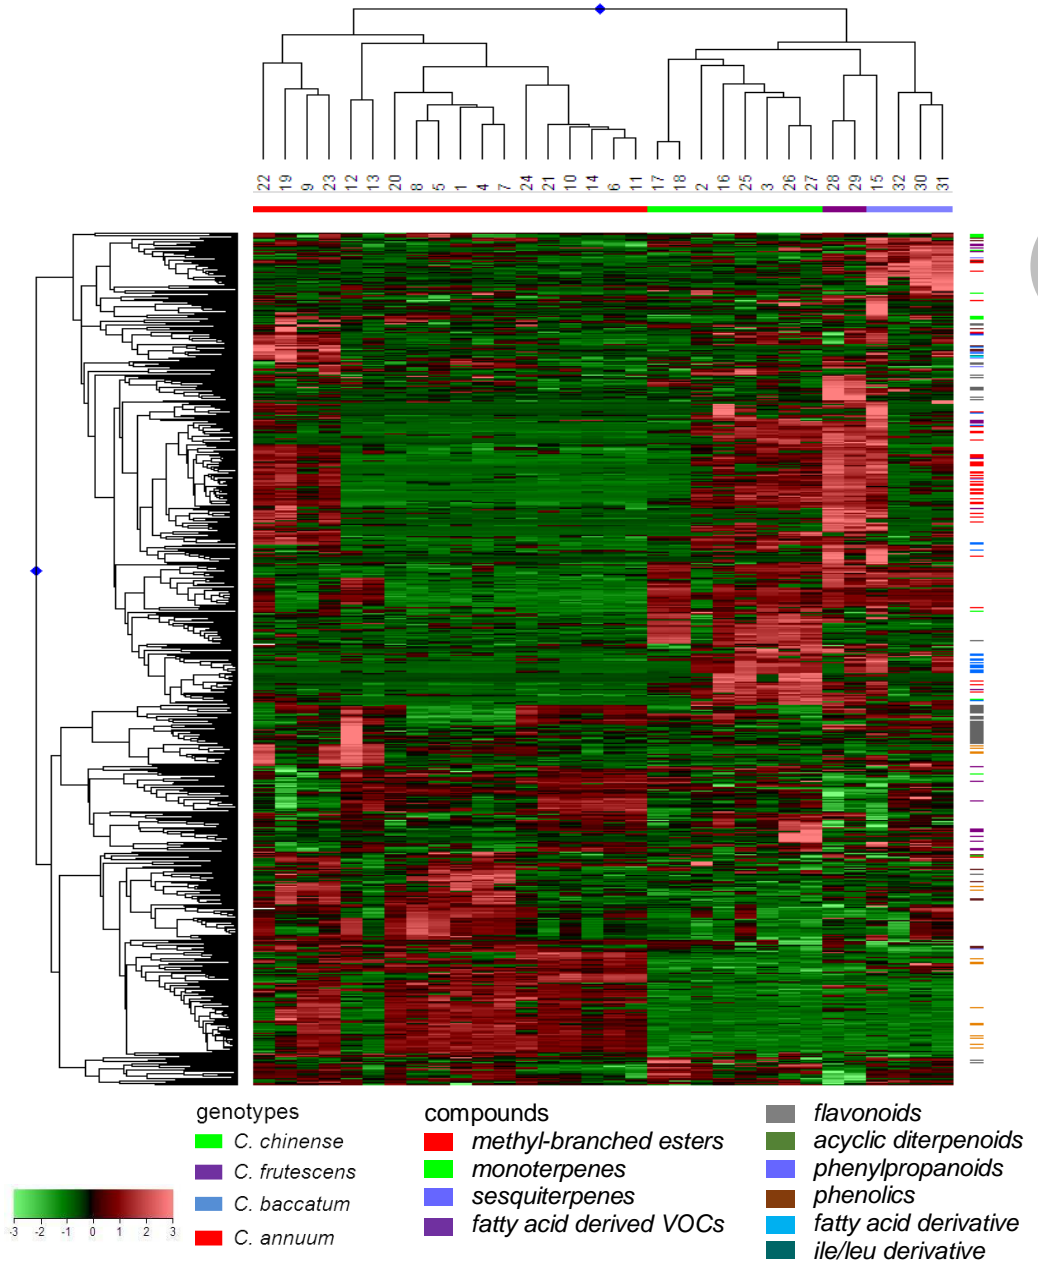 22 19 9 23 12 13 20 8 5 1 4 7 24 21 10 14 6 11 17 18 2 16 25 3 26 27 28 29 15 32 30 31
genotypes
C. chinense
C. frutescens
C. baccatum
C. annuum
-3 -2 -1 0 1 2 3
compounds
methyl-branched esters
monoterpenes
sesquiterpenes
fatty acid derived VOCs
flavonoids
acyclic diterpenoids
phenylpropanoids
phenolics
fatty acid derivative
ile/leu derivative